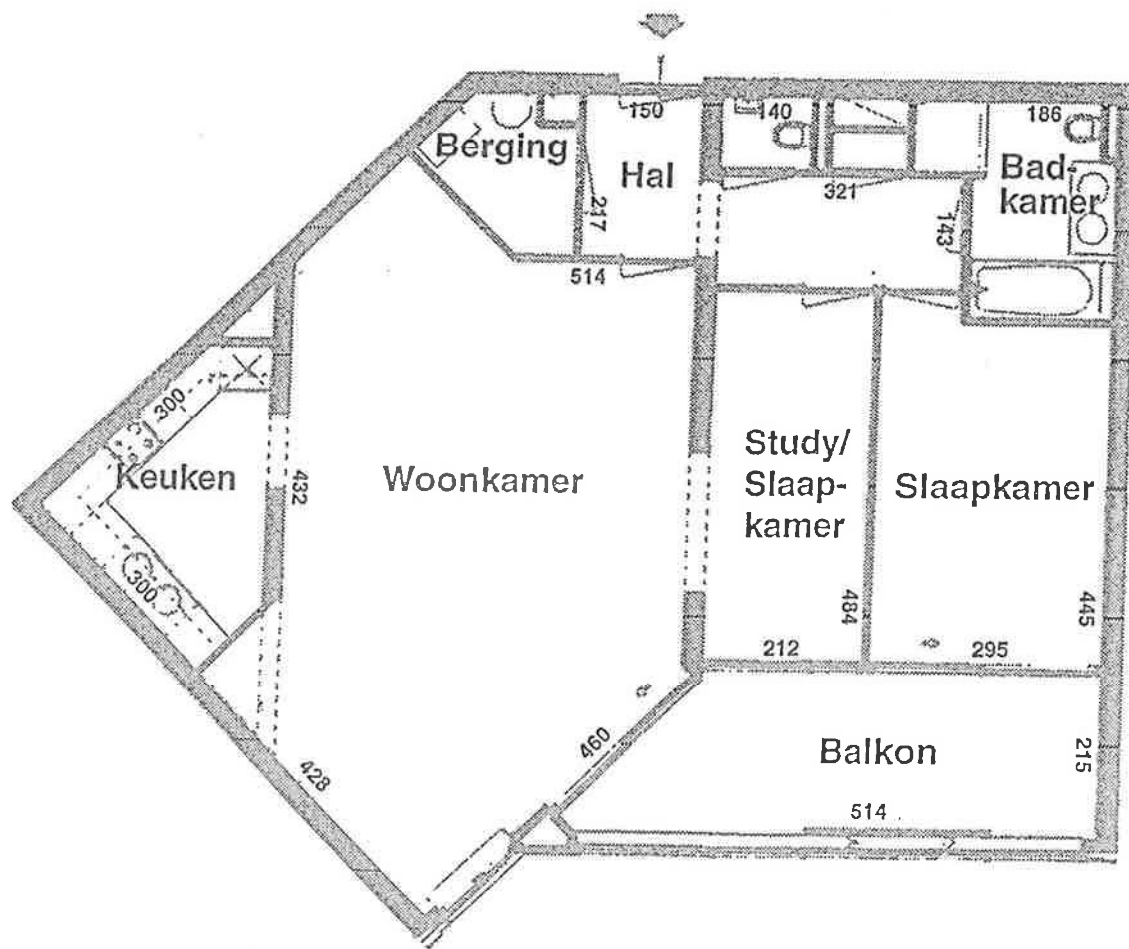 150
140
186
Berging
Hal
Bad-
kamer
321
217
143
514
300
Keuken
432
Woonkamer
Study/
Slaap-
kamer
Slaapkamer
300
484
445
212
295
460
Balkon
215
428
514